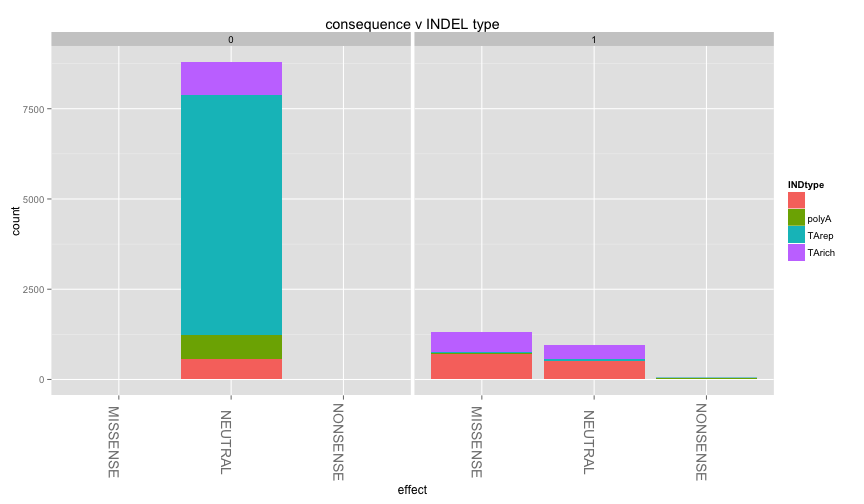 consequence v INDEL type
0
1
7500
5000
2500
0
count
MISSENSE
NEUTRAL
NONSENSE
MISSENSE
NEUTRAL
NONSENSE
effect
INDtype
polyA
TArep
TArich